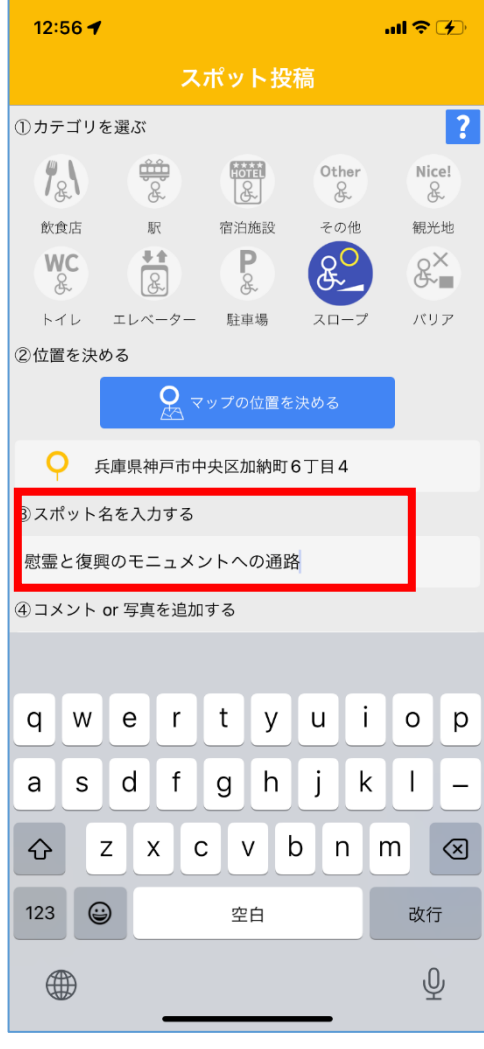 12:56
スポット投稿
①カテゴリを選ぶ
?
HOTEL
Other
Nice!
飲食店 駅 宿泊施設 その他 観光地
WC
P
トイレ エレベーター 駐車場 スロープ バリア
②位置を決める
マップの位置を決める
兵庫県神戸市中央区加納町6丁目4
③スポット名を入力する
慰霊と復興のモニュメントへの通路
④コメント or 写真を追加する
q w e r t y u i o p
a s d f g h j k l –
z x c v b n m
123 空白 改行